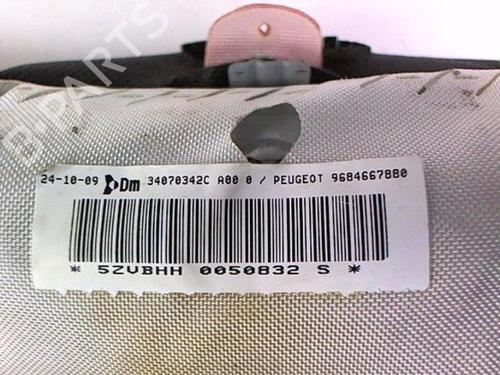 B-PARTS
24-10-09 Dm 34070342C A00 0 / PEUGEOT 9684667880
* 5ZVBHH 0050832 S *